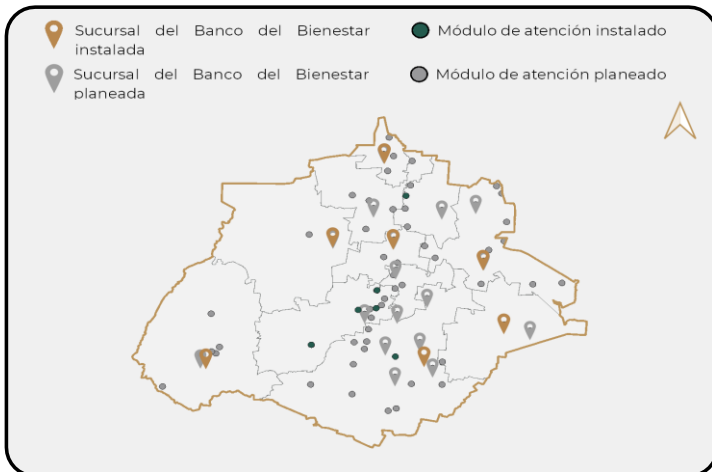 Sucursal del Banco del Bienestar
instalada
Módulo de atención instalado
Sucursal del Banco del Bienestar
planeada
Módulo de atención planeado